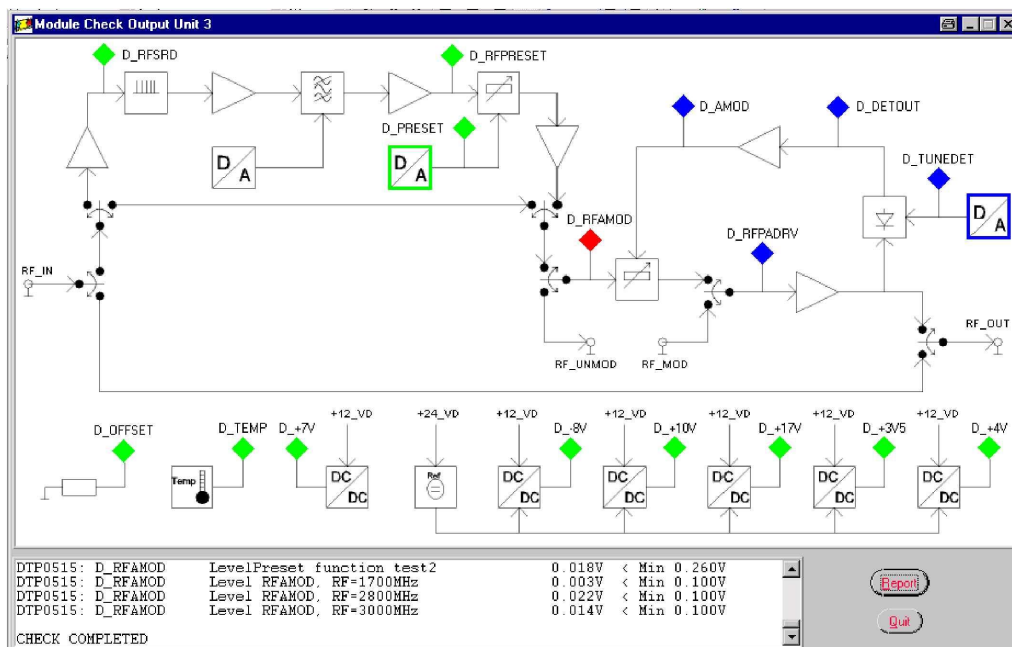 Module Check Output Unit 3
D_RFSRD
D_RFPRESET
D_PRESET
D
A
D
A
D_AMOD
D_DETOUT
D_TUNEDET
D
A
D_RFAMOD
D_RFPADRV
RF_IN
RF_UNMOD
RF_MOD
RF_OUT
+12_VD
+24_VD
+12_VD
+12_VD
+12_VD
+12_VD
+12_VD
D_OFFSET
D_TEMP
D_+7V
D_-8V
D_+10V
D_+17V
D_+3V5
D_+4V
Temp
DC
DC
Ref
DC
DC
DC
DC
DC
DC
DC
DC
DC
DC
DTP0515: D_RFAMOD LevelPreset function test2 0.018V < Min 0.260V
DTP0515: D_RFAMOD Level RFAMOD, RF=1700MHz 0.003V < Min 0.100V
DTP0515: D_RFAMOD Level RFAMOD, RF=2800MHz 0.022V < Min 0.100V
DTP0515: D_RFAMOD Level RFAMOD, RF=3000MHz 0.014V < Min 0.100V
CHECK COMPLETED
Report
Quit